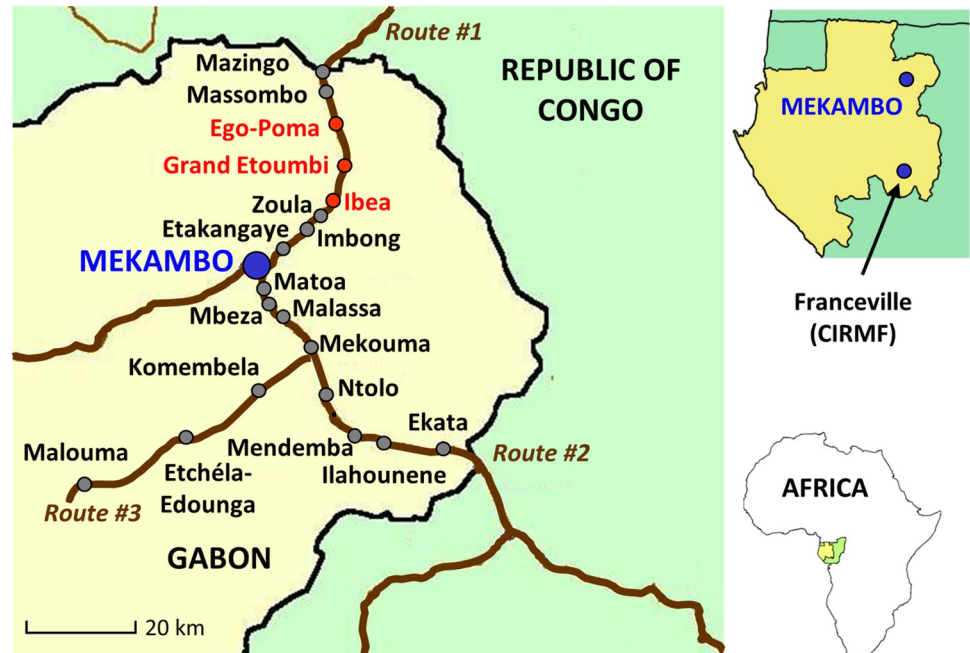 Route #1
Mazingo
Massombo
Ego-Poma
Grand Etoumbi
Ibea
Zoula
Etakangaye
Imbong
MEKAMBO
Matoa
Mbeza
Malassa
Mekouma
Komembela
Ntolo
Ekata
Mendemba
Ilahounene
Route #2
Malouma
Etchéla-
Edounga
Route #3
GABON
20 km
REPUBLIC OF
CONGO
MEKAMBO
Franceville
(CIRMF)
AFRICA